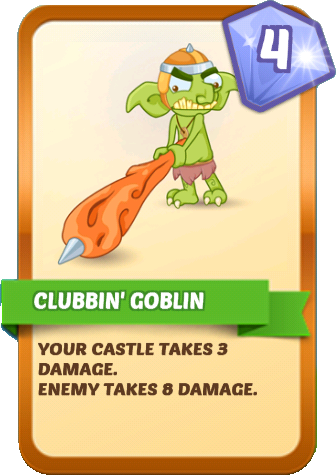 4
CLUBBIN' GOBLIN
YOUR CASTLE TAKES 3
DAMAGE.
ENEMY TAKES 8 DAMAGE.